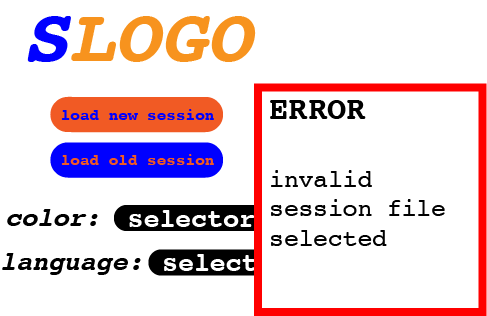 SLOGO
load new session
load old session
color: selector
language: select
ERROR
invalid
session file
selected